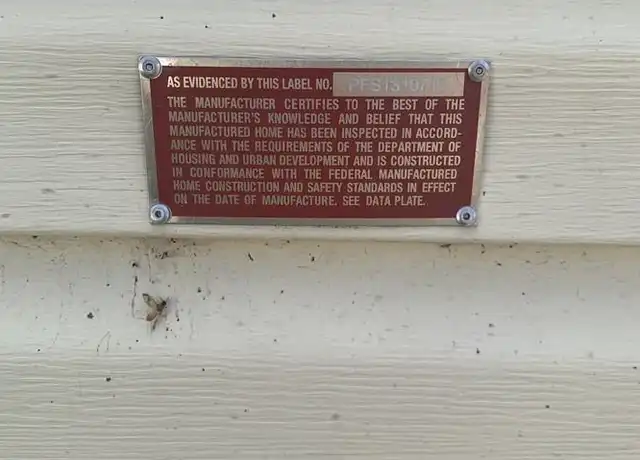 AS EVIDENCED BY THIS LABEL NO.
THE MANUFACTURER CERTIFIES TO THE BEST OF THE
MANUFACTURER'S KNOWLEDGE AND BELIEF THAT THIS
MANUFACTURED HOME HAS BEEN INSPECTED IN ACCORD-
ANCE WITH THE REQUIREMENTS OF THE DEPARTMENT OF
HOUSING AND URBAN DEVELOPMENT AND IS CONSTRUCTED
IN CONFORMANCE WITH THE FEDERAL MANUFACTURED
HOME CONSTRUCTION AND SAFETY STANDARDS IN EFFECT
ON THE DATE OF MANUFACTURE. SEE DATA PLATE.